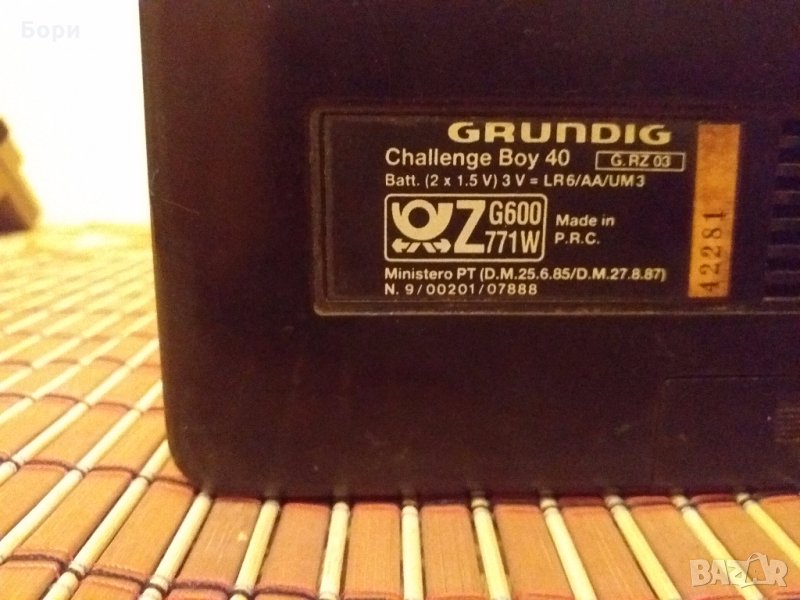 Бори
GRUNDIG
Challenge Boy 40 G.RZ 03
Batt. (2 x 1.5 V) 3 V = LR6/AA/UM3
Z G600
771W
Made in
P.R.C.
Ministero PT (D.M.25.6.85/D.M.27.8.87)
N. 9/00201/07888
42281
BAZAR